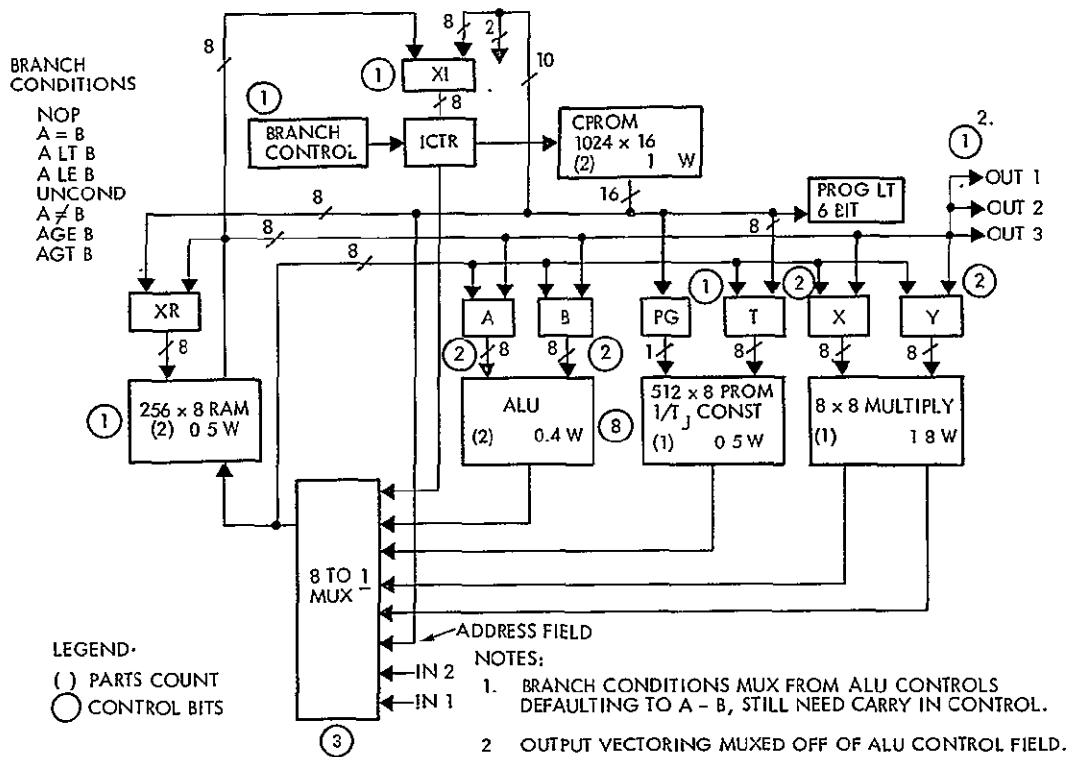 8
8
2
10
BRANCH
CONDITIONS
NOP
A = B
A LT B
A LE B
UNCOND
A ≠ B
AGE B
AGT B
1
XI
8
1
BRANCH
CONTROL
ICTR
CPROM
1024 × 16
(2) 1 W
16
PROG LT
6 BIT
2.
1
OUT 1
OUT 2
OUT 3
8
8
8
8
XR
8
A
B
PG
1
T
2
X
Y
2
2
8
8
2
1
8
8
8
1
256 × 8 RAM
(2) 0 5 W
ALU
(2) 0.4 W
8
512 × 8 PROM
1/T J CONST
(1) 0 5 W
8 × 8 MULTIPLY
(1) 1 8 W
8 TO 1
MUX
ADDRESS FIELD
IN 2
IN 1
3
LEGEND·
( ) PARTS COUNT
CONTROL BITS
NOTES:
1. BRANCH CONDITIONS MUX FROM ALU CONTROLS
DEFAULTING TO A – B, STILL NEED CARRY IN CONTROL.
2 OUTPUT VECTORING MUXED OFF OF ALU CONTROL FIELD.